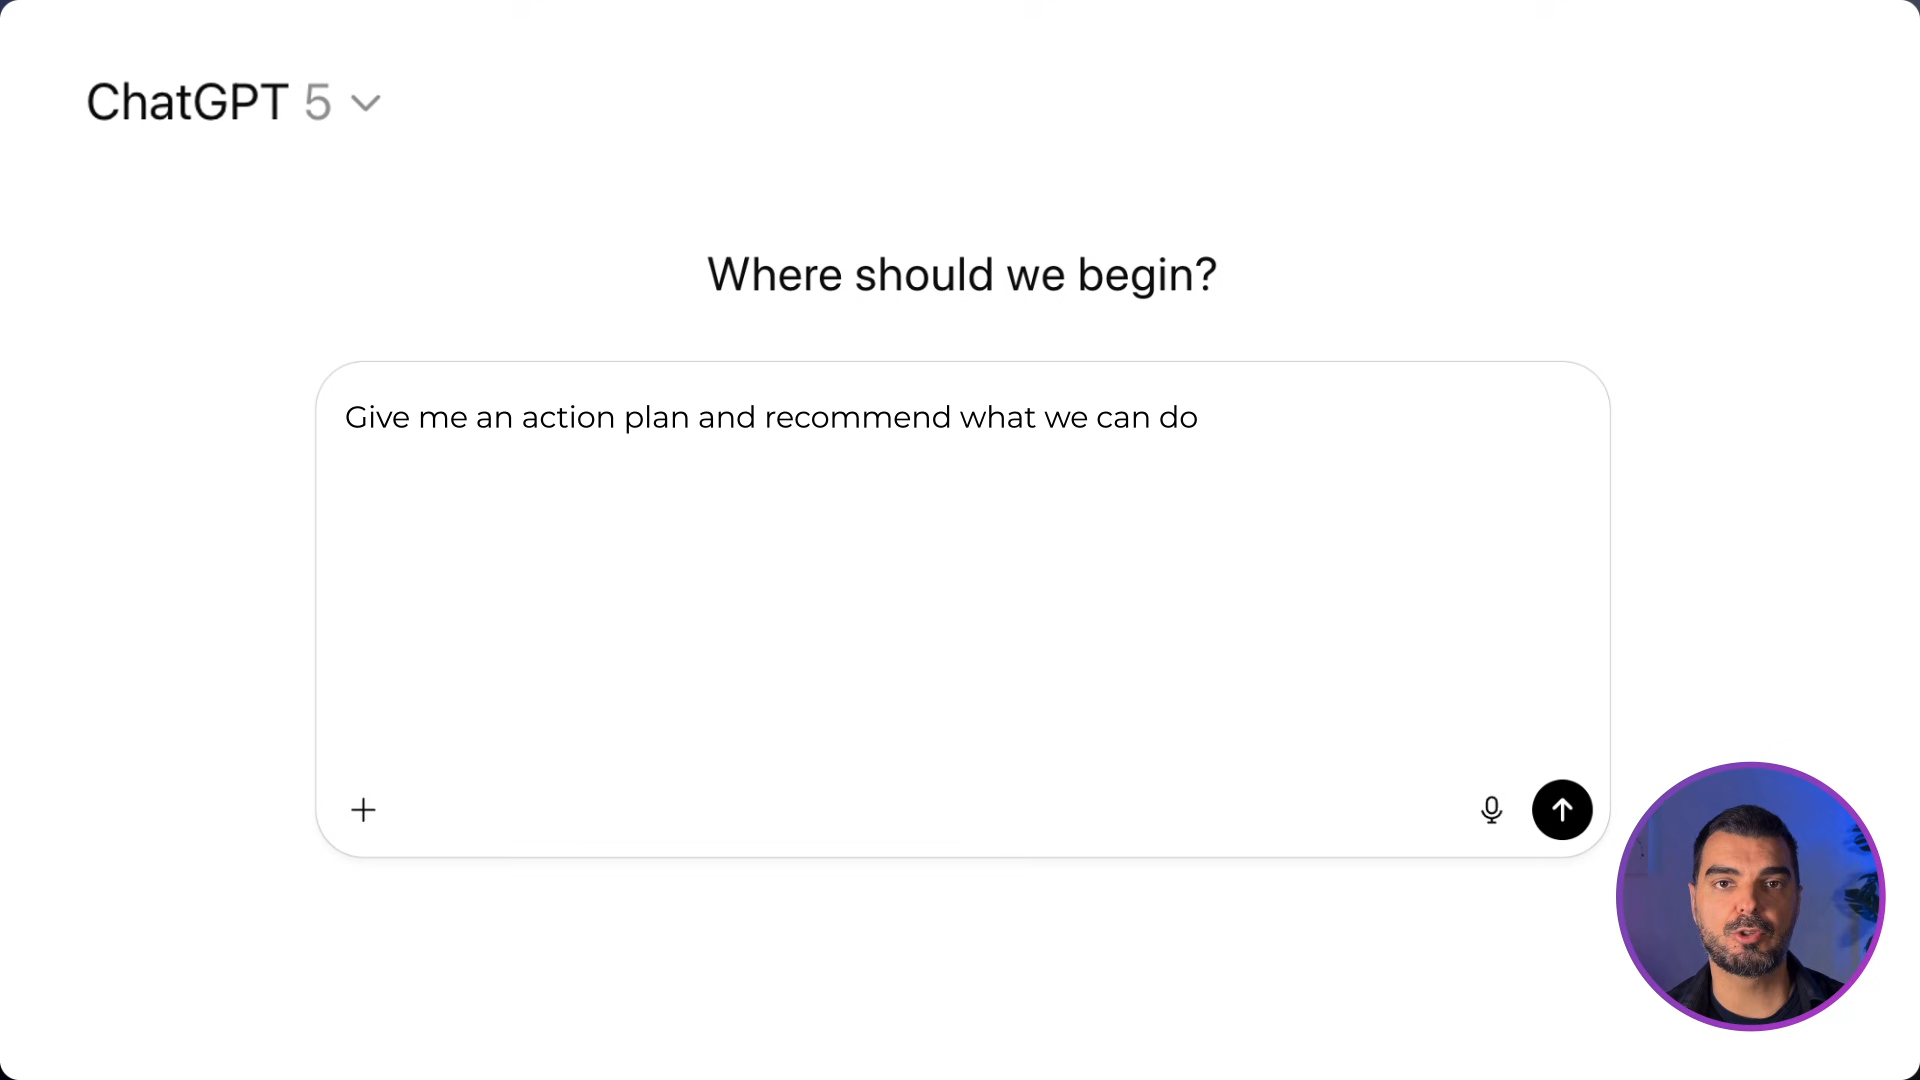 ChatGPT 5
Where should we begin?
Give me an action plan and recommend what we can do